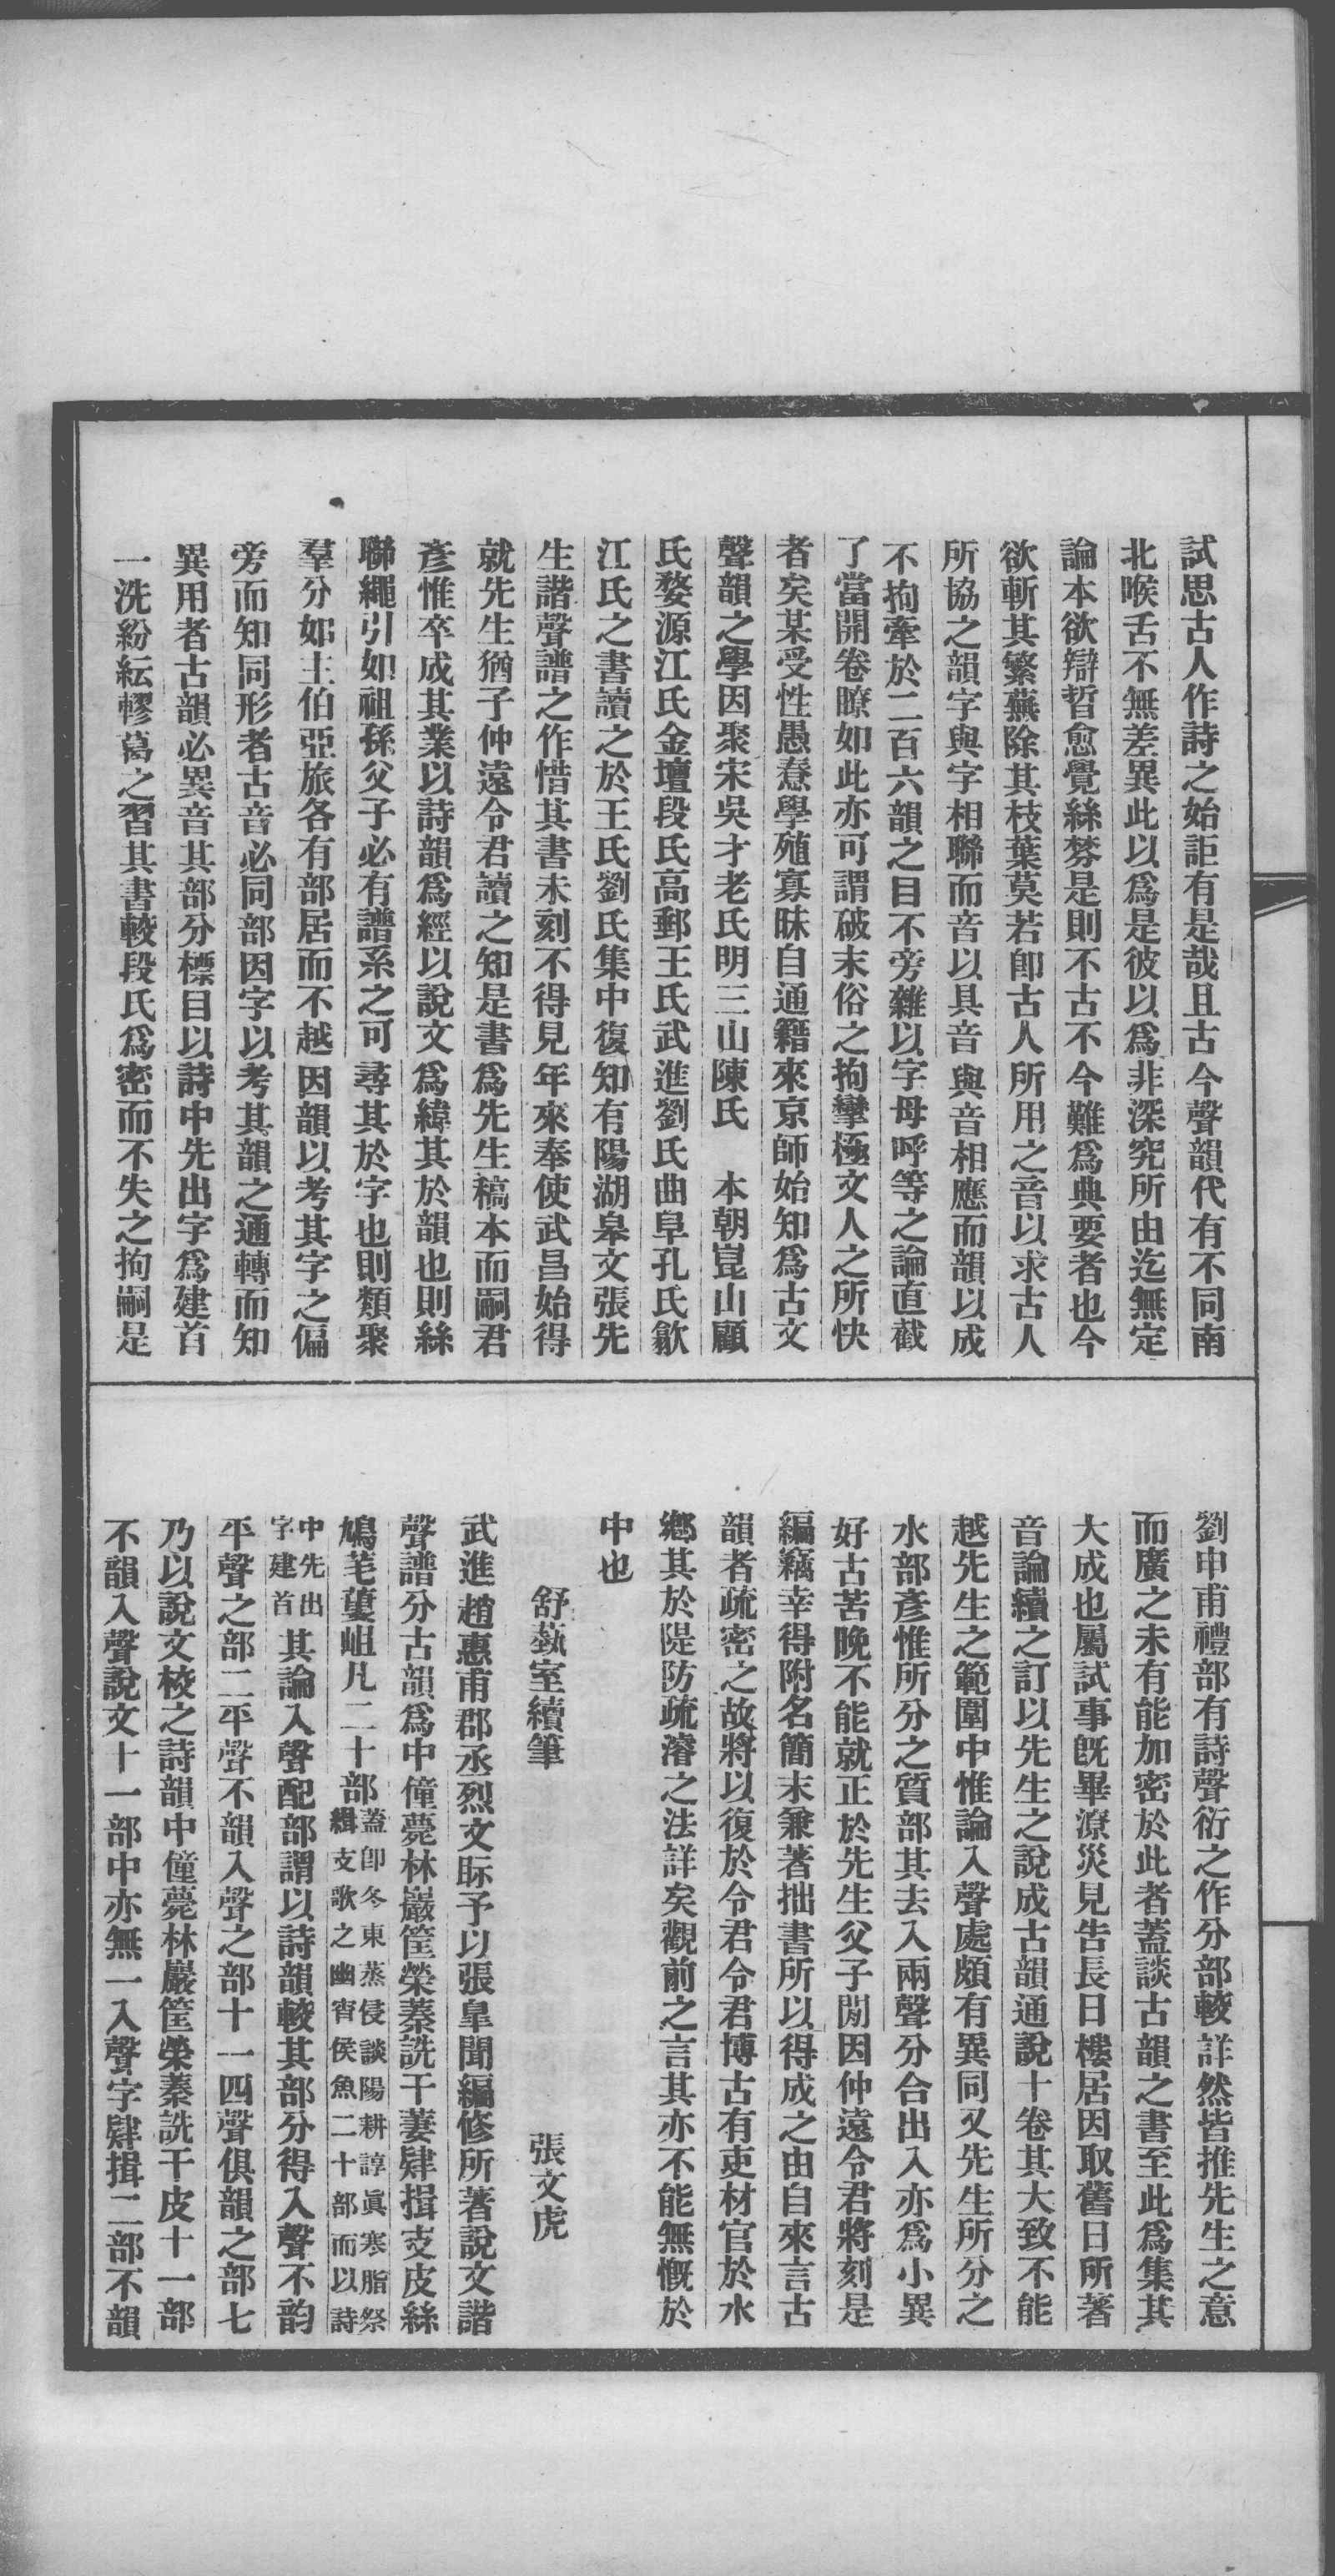 試思古人作詩之始詎有是哉且古今聲韻代有不同南
北喉舌不無差異此以爲是彼以爲非深究所由迄無定
論本欲辯晢愈覺絲棼是則不古不今難爲典要者也今
欲斬其繁蕪除其枝葉莫若卽古人所用之音以求古人
所協之韻字與字相聯而音以具音與音相應而韻以成
不拘牽於二百六韻之目不旁雜以字母呼等之論直截
了當開卷瞭如此亦可謂破末俗之拘攣極文人之所快
者矣某受性愚惷學殖寡昧自通籍來京師始知爲古文
聲韻之學因聚宋吳才老氏明三山陳氏　本朝崑山顧
氏婺源江氏金壇段氏高郵王氏武進劉氏曲阜孔氏歙
江氏之書讀之於王氏劉氏集中復知有陽湖皋文張先
生諧聲譜之作惜其書未刻不得見年來奉使武昌始得
就先生猶子仲遠令君讀之知是書爲先生稿本而嗣君
彥惟卒成其業以詩韻爲經以說文爲緯其於韻也則絲
聯繩引如祖孫父子必有譜系之可尋其於字也則類聚
羣分如主伯亞旅各有部居而不越因韻以考其字之偏
旁而知同形者古音必同部因字以考其韻之通轉而知
異用者古韻必異音其部分標目以詩中先出字爲建首
一洗紛紜轇葛之習其書較段氏爲密而不失之拘嗣是
劉申甫禮部有詩聲衍之作分部較詳然皆推先生之意
而廣之未有能加密於此者蓋談古韻之書至此爲集其
大成也屬試事旣畢潦災見告長日樓居因取舊日所著
音論續之訂以先生之說成古韻通說十卷其大致不能
越先生之範圍中惟論入聲處頗有異同又先生所分之
水部彥惟所分之質部其去入兩聲分合出入亦爲小異
好古苦晚不能就正於先生父子閒因仲遠令君將刻是
編竊幸得附名簡末兼著拙書所以得成之由自來言古
韻者疏密之故將以復於令君令君博古有吏材官於水
鄉其於隄防疏濬之法詳矣觀前之言其亦不能無慨於
中也
舒蓺室續筆　張文虎
武進趙惠甫郡丞烈文眎予以張皐聞編修所著說文諧
聲譜分古韻爲中僮薨林巖筐榮蓁詵干萋肄揖支皮絲
鳩芼蔞岨凡二十部蓋卽冬東蒸侵談陽耕諄眞寒脂祭緝支歌之幽宵侯魚二十部而以詩
中先出字建首其論入聲配部謂以詩韻較其部分得入聲不韵
平聲之部二平聲不韻入聲之部十一四聲俱韻之部七
乃以說文校之詩韻中僮薨林巖筐榮蓁詵干皮十一部
不韻入聲說文十一部中亦無一入聲字肄揖二部不韻